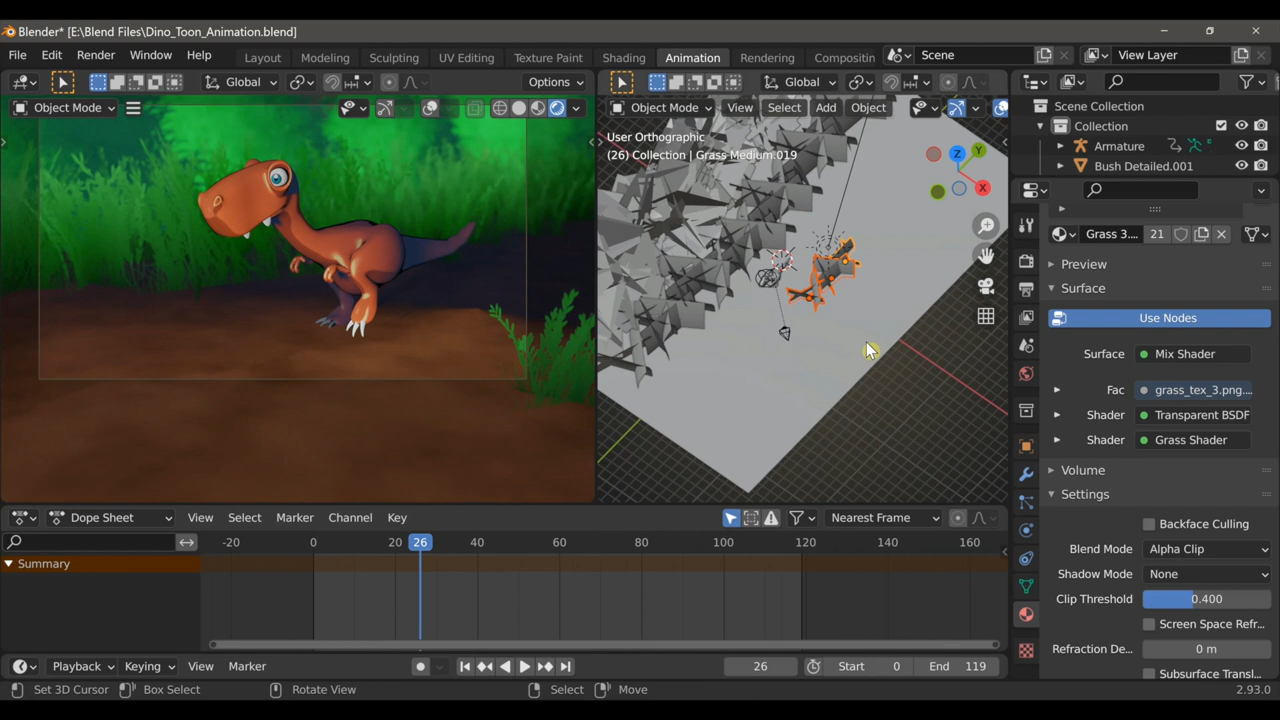 Blender* [E:\Blend Files\Dino_Toon_Animation.blend]
File Edit Render Window Help Layout Modeling Sculpting UV Editing Texture Paint Shading Animation Rendering Compositin Scene View Layer
Global Options Global
Object Mode Object Mode View Select Add Object
Scene Collection
Collection
Armature
Bush Detailed.001
User Orthographic
(26) Collection | Grass Medium.019
Z Y X
Grass 3.... 21
Preview
Surface
Use Nodes
Surface Mix Shader
Fac grass_tex_3.png....
Shader Transparent BSDF
Shader Grass Shader
Volume
Settings
Backface Culling
Blend Mode Alpha Clip
Shadow Mode None
Clip Threshold 0.400
Screen Space Refr...
Refraction De... 0 m
Subsurface Transl...
Dope Sheet View Select Marker Channel Key Nearest Frame
-20 0 20 26 40 60 80 100 120 140 160
Summary
Playback Keying View Marker 26 Start 0 End 119
Set 3D Cursor Box Select Rotate View Select Move 2.93.0